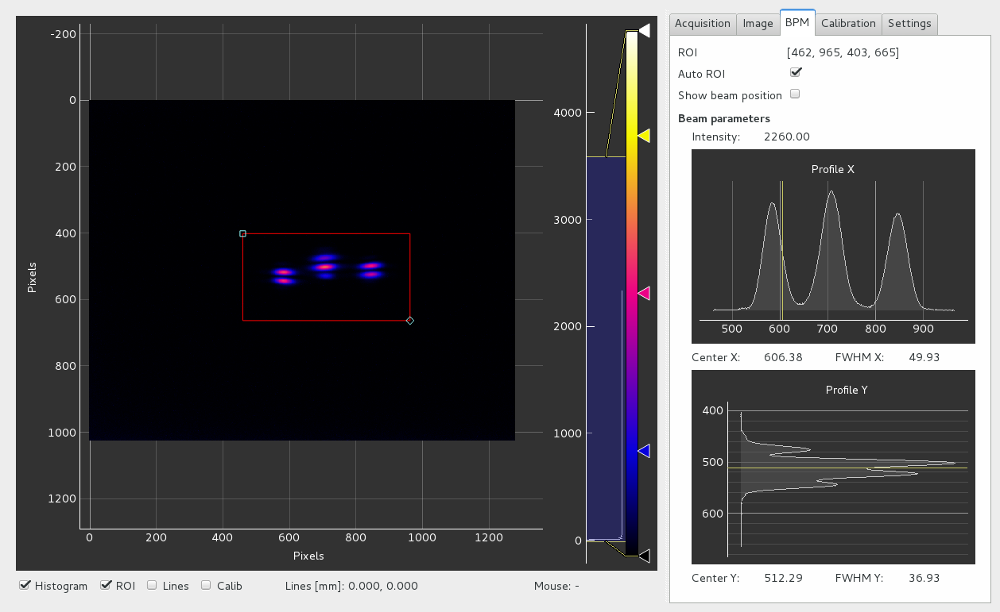 -200
0
200
400
600
800
1000
1200
Pixels
0 200 400 600 800 1000 1200
Pixels
4000
3000
2000
1000
0
Histogram ROI Lines Calib Lines [mm]: 0.000, 0.000 Mouse: -
Acquisition Image BPM Calibration Settings
ROI [462, 965, 403, 665]
Auto ROI
Show beam position
Beam parameters
Intensity: 2260.00
Profile X
500 600 700 800 900
Center X: 606.38 FWHM X: 49.93
Profile Y
400
500
600
Center Y: 512.29 FWHM Y: 36.93